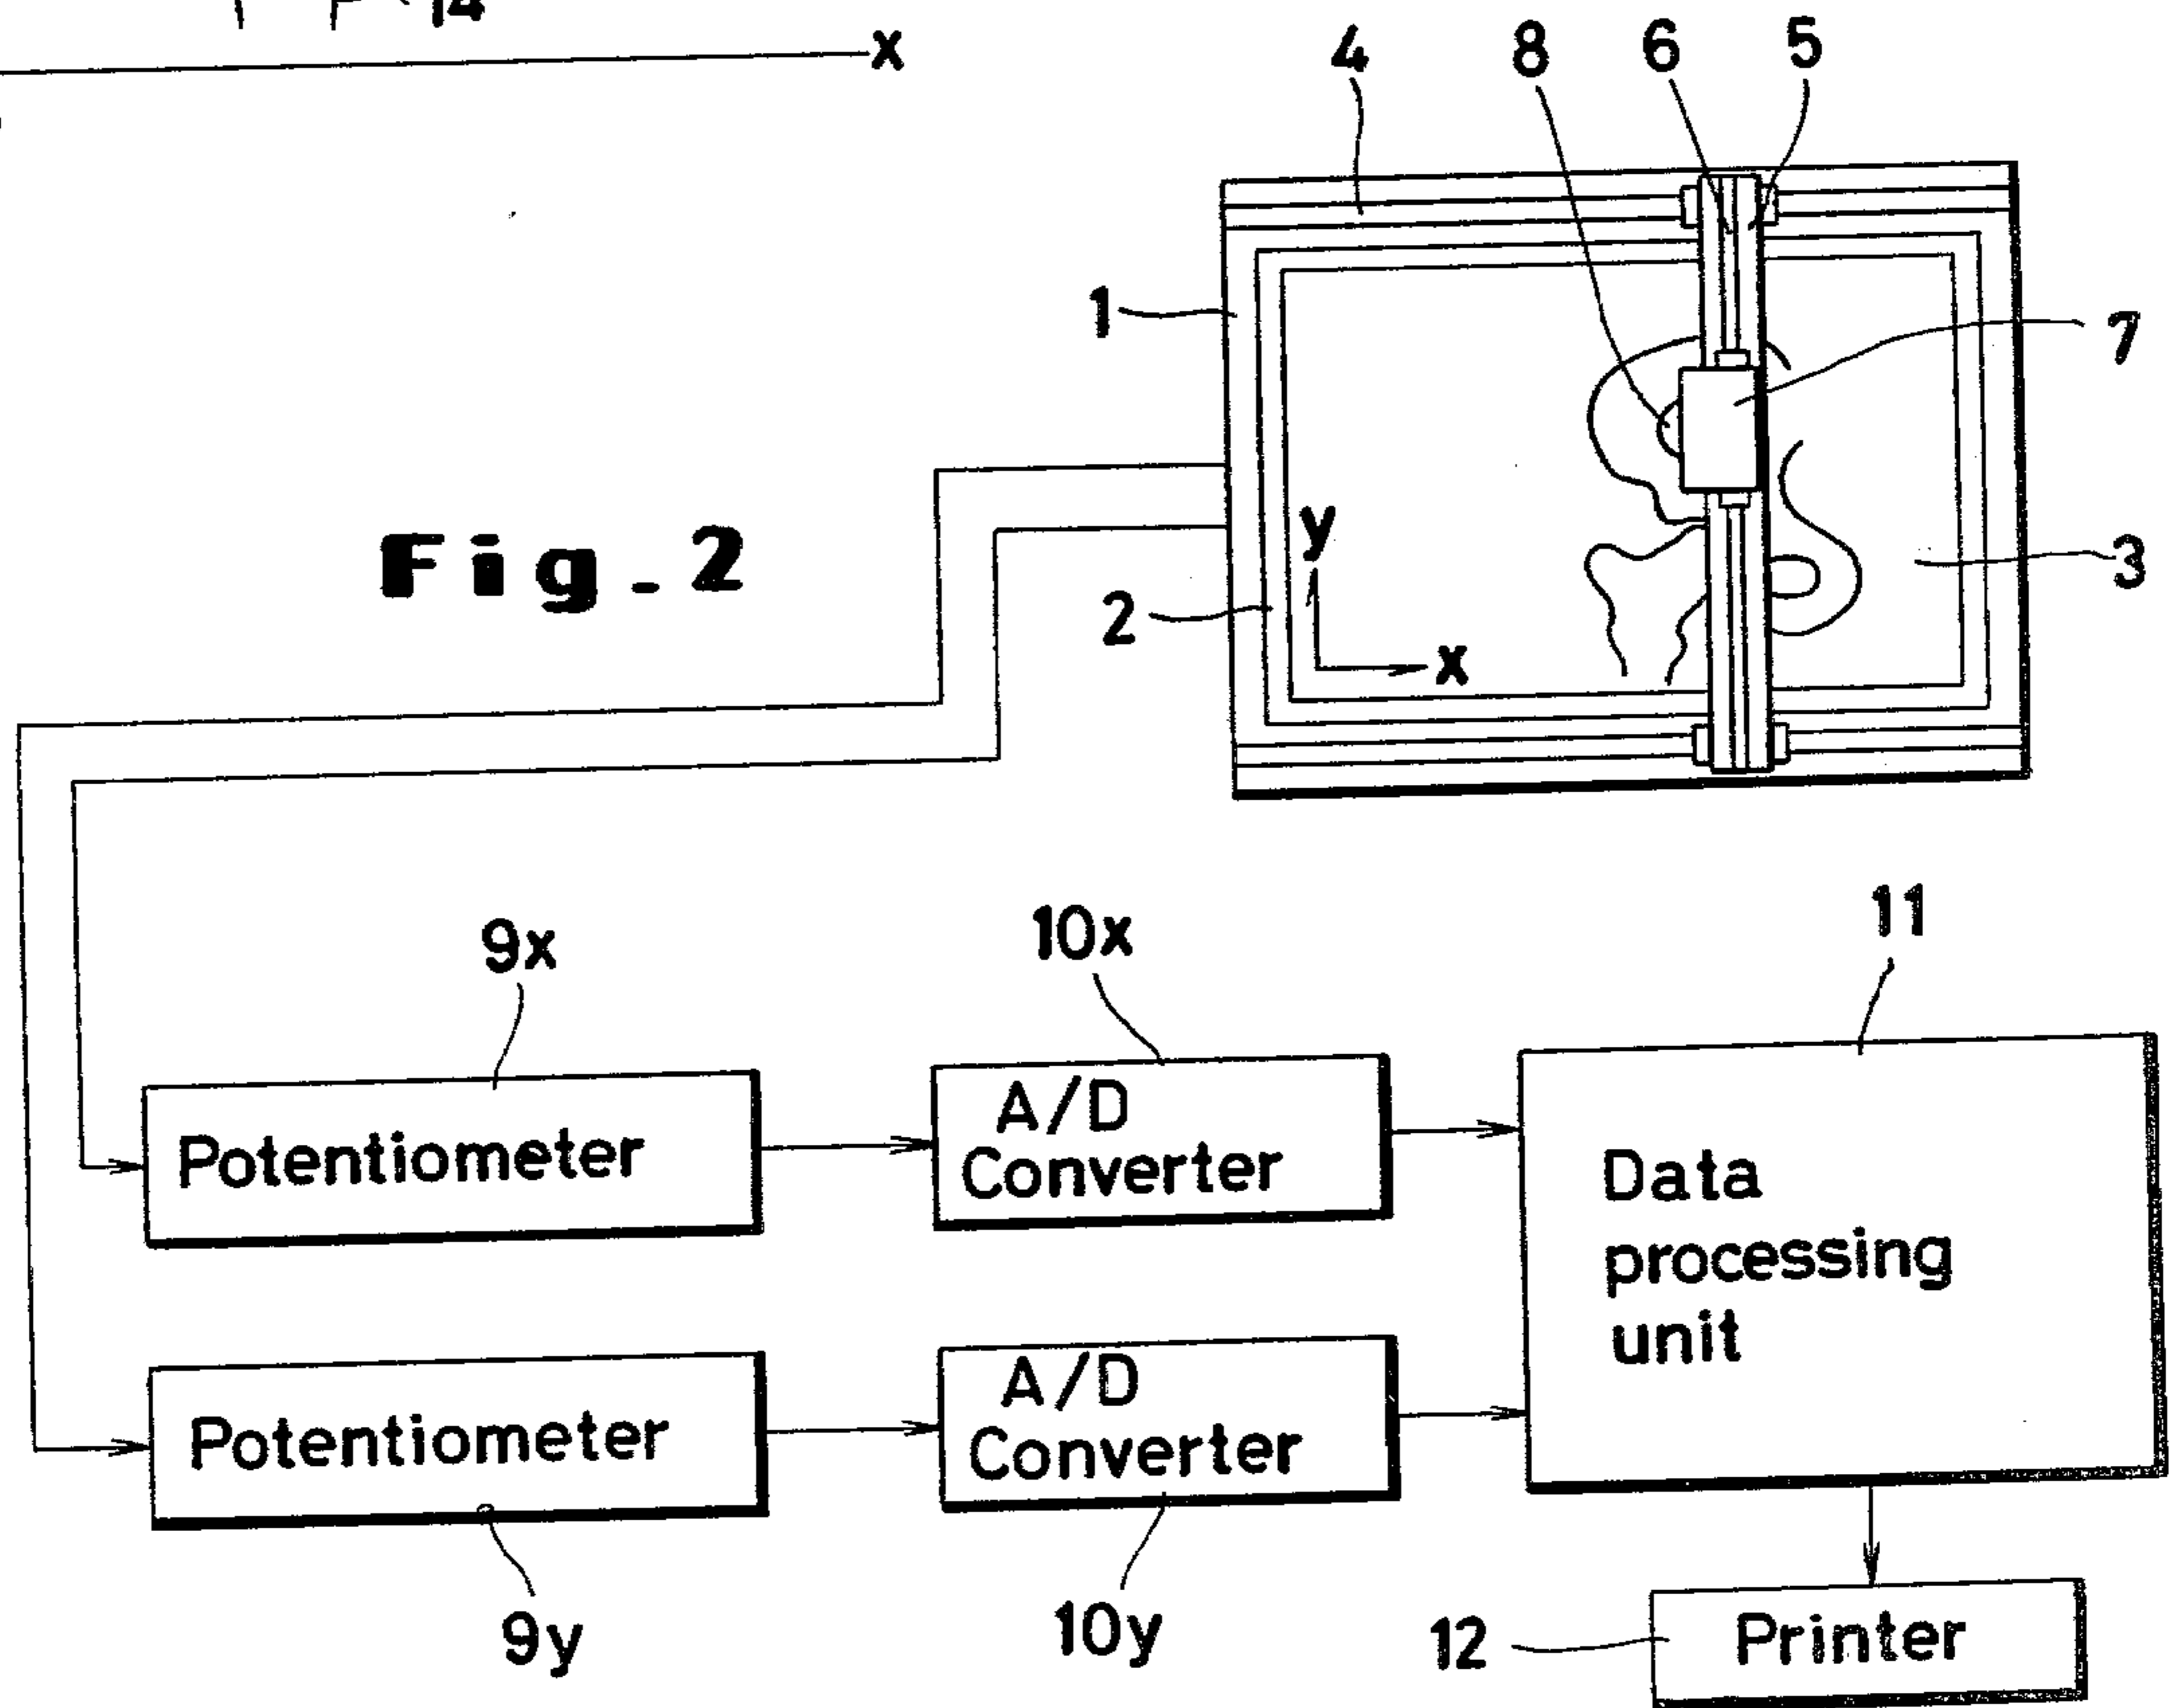 14
x
4
8
6
5
1
7
Fig. 2
y
2
3
x
9x
10x
11
Potentiometer
A/D
Converter
Data
processing
unit
Potentiometer
A/D
Converter
9y
10y
12
Printer